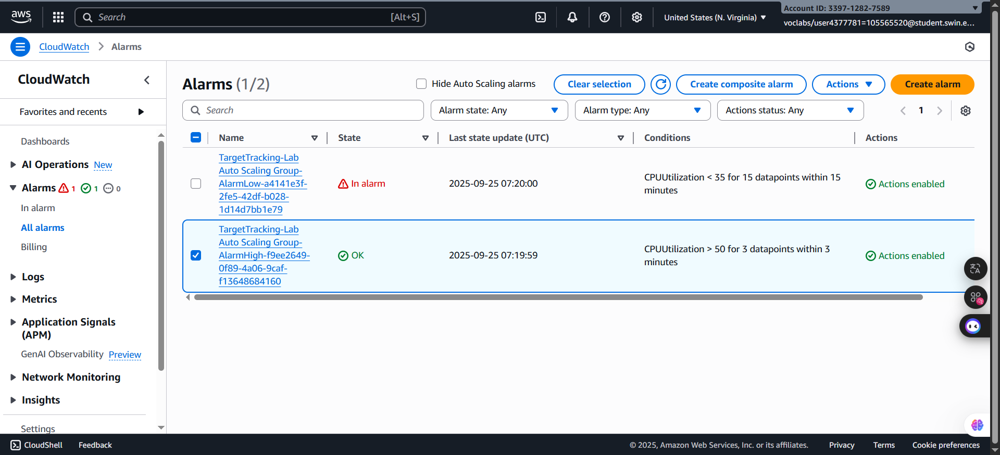 aws
Search
[Alt+S]
United States (N. Virginia)
Account ID: 3397-1282-7589
voclabs/user4377781=105565520@student.swin.e...
CloudWatch
Alarms
CloudWatch
Favorites and recents
Dashboards
AI Operations New
Alarms 1 1 0
In alarm
All alarms
Billing
Logs
Metrics
Application Signals
(APM)
GenAI Observability Preview
Network Monitoring
Insights
Settings
Alarms (1/2)
Hide Auto Scaling alarms
Clear selection
Create composite alarm
Actions
Create alarm
Search
Alarm state: Any
Alarm type: Any
Actions status: Any
1
Name
State
Last state update (UTC)
Conditions
Actions
TargetTracking-Lab
Auto Scaling Group-
AlarmLow-a4141e3f-
2fe5-42df-b028-
1d14d7bb1e79
In alarm
2025-09-25 07:20:00
CPUUtilization < 35 for 15 datapoints within 15
minutes
Actions enabled
TargetTracking-Lab
Auto Scaling Group-
AlarmHigh-f9ee2649-
0f89-4a06-9caf-
f13648684160
OK
2025-09-25 07:19:59
CPUUtilization > 50 for 3 datapoints within 3
minutes
Actions enabled
CloudShell
Feedback
© 2025, Amazon Web Services, Inc. or its affiliates.
Privacy
Terms
Cookie preferences